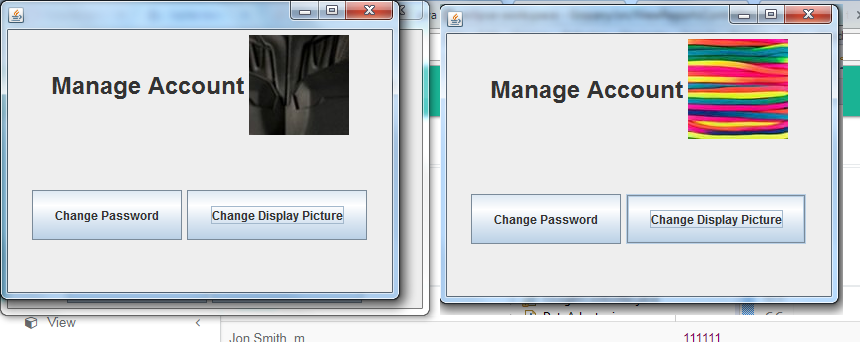 Manage Account
Change Password
Change Display Picture
Manage Account
Change Password
Change Display Picture
View
Jon Smith m
111111